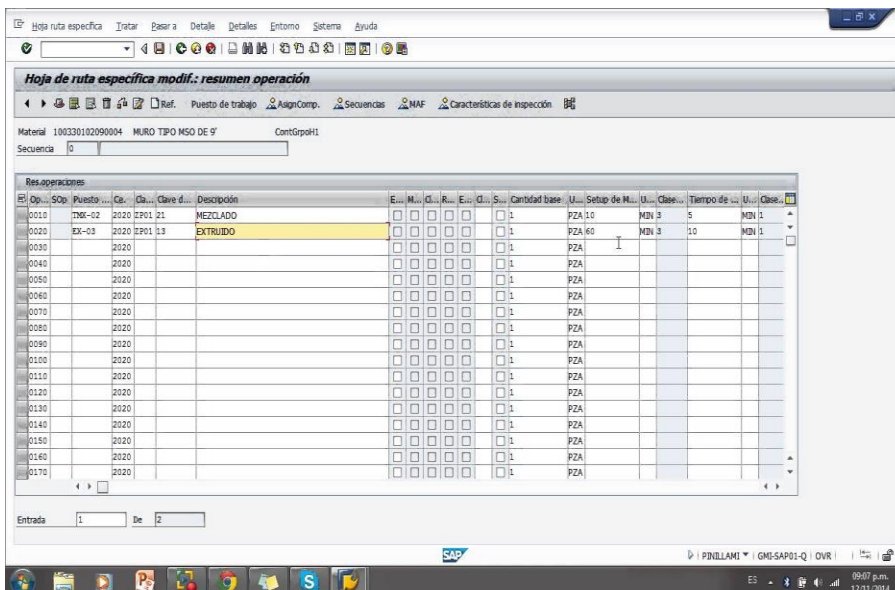 Hoja ruta específica Tratar Pasar a Detalle Detalles Entorno Sistema Ayuda
Hoja de ruta específica modif.: resumen operación
Ref. Puesto de trabajo AsignComp. Secuencias MAF Características de inspección
Material 100330102090004 MURO TIPO MSO DE 9' ContGrpoH1
Secuencia 0
Res.operaciones
Op... SOp Puesto ... Ce. Cla... Clave d... Descripción E... M... Cl... R... E... Cl... S... Cantidad base U... Setup de M... U... Clase... Tiempo de ... U... Clase...
0010 TMX-02 2020 ZP01 21 MEZCLADO 1 PZA 10 MIN 3 5 MIN 1
0020 EX-03 2020 ZP01 13 EXTRUIDO 1 PZA 60 MIN 3 10 MIN 1
0030 2020 1 PZA
0040 2020 1 PZA
0050 2020 1 PZA
0060 2020 1 PZA
0070 2020 1 PZA
0080 2020 1 PZA
0090 2020 1 PZA
0100 2020 1 PZA
0110 2020 1 PZA
0120 2020 1 PZA
0130 2020 1 PZA
0140 2020 1 PZA
0150 2020 1 PZA
0160 2020 1 PZA
0170 2020 1 PZA
Entrada 1 De 2
SAP PINILLAMI GMI-SAP01-Q OVR
ES 09:07 p.m.
12/11/2014